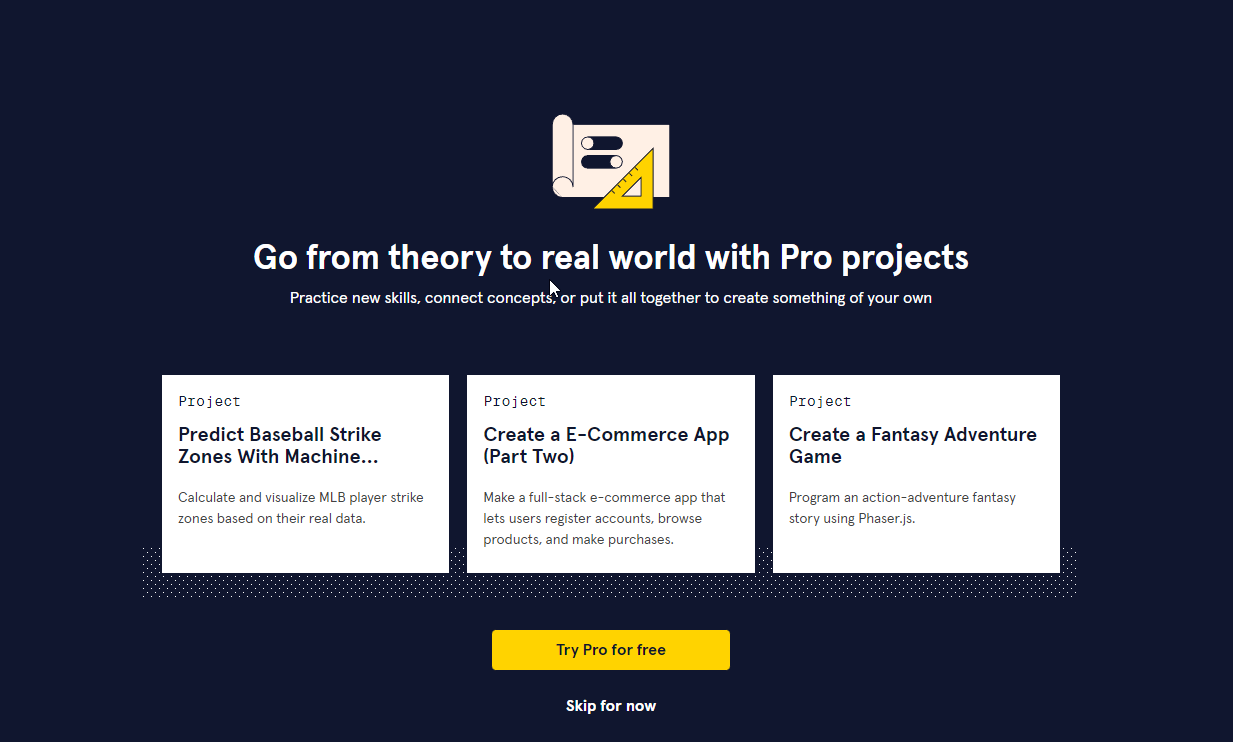 Go from theory to real world with Pro projects
Practice new skills, connect concepts, or put it all together to create something of your own
Project
Predict Baseball Strike
Zones With Machine...
Calculate and visualize MLB player strike
zones based on their real data.
Project
Create a E-Commerce App
(Part Two)
Make a full-stack e-commerce app that
lets users register accounts, browse
products, and make purchases.
Project
Create a Fantasy Adventure
Game
Program an action-adventure fantasy
story using Phaser.js.
Try Pro for free
Skip for now